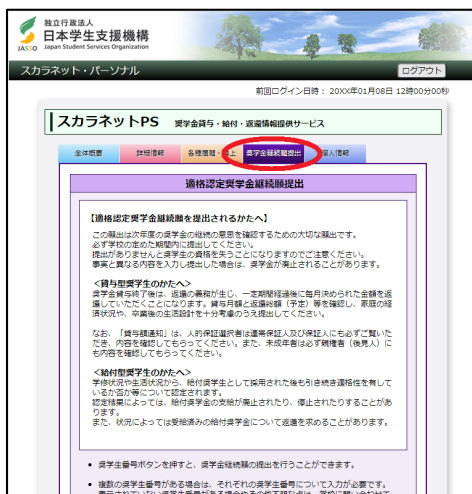 独立行政法人
日本学生支援機構
JASSO Japan Student Services Organization
スカラネット・パーソナル
ログアウト
前回ログイン日時： 20XX年01月08日 12時00分00秒
スカラネットPS 奨学金貸与・給付・返還情報提供サービス
全体概要 詳細情報 各種届願・ 上 奨学金継続願提出 個人情報
適格認定奨学金継続願提出
【適格認定奨学金継続願を提出されるかたへ】
この願出は次年度の奨学金の継続の意思を確認するための大切な願出です。
必ず学校の定めた期間内に提出してください。
提出がありませんと奨学生の資格を失うことになりますのでご注意ください。
事実と異なる内容を入力し提出した場合は、奨学金が廃止されることがあります。
＜貸与型奨学生のかたへ＞
奨学金貸与終了後は、返還の義務が生じ、一定期間経過後に毎月決められた金額を返
還していただくことになります。貸与月額と返還総額（予定）等を確認し、家庭の経
済状況や、卒業後の生活設計を十分考慮のうえ提出してください。
なお、「貸与額通知」は、人的保証選択者は連帯保証人及び保証人にも必ずご覧いた
だき、内容を確認してもらってください。また、未成年者は必ず親権者（後見人）に
も内容を確認してもらってください。
＜給付型奨学生のかたへ＞
学修状況や生活状況から、給付奨学生として採用された後も引き続き適格性を有して
いるか否か等について認定されます。
認定結果によっては、給付奨学金の支給が廃止されたり、停止されたりすることがあ
ります。
また、状況によっては受給済みの給付奨学金について返還を求めることがあります。
• 奨学生番号ボタンを押すと、奨学金継続願の提出を行うことができます。
• 複数の奨学生番号がある場合は、それぞれの奨学生番号について入力が必要です。